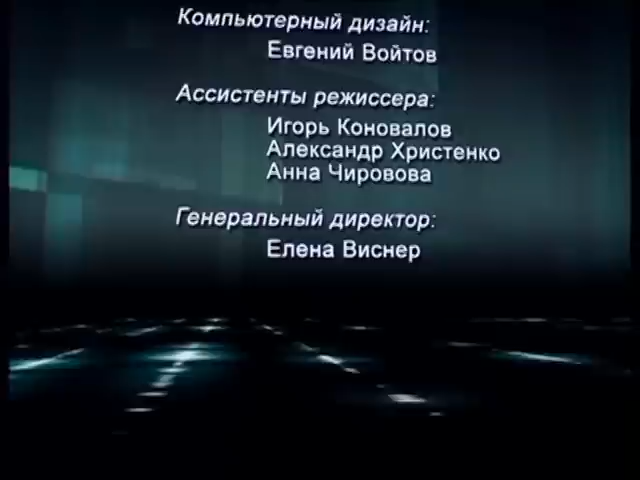 Компьютерный дизайн:
Евгений Войтов
Ассистенты режиссера:
Игорь Коновалов
Александр Христенко
Анна Чировова
Генеральный директор:
Елена Виснер